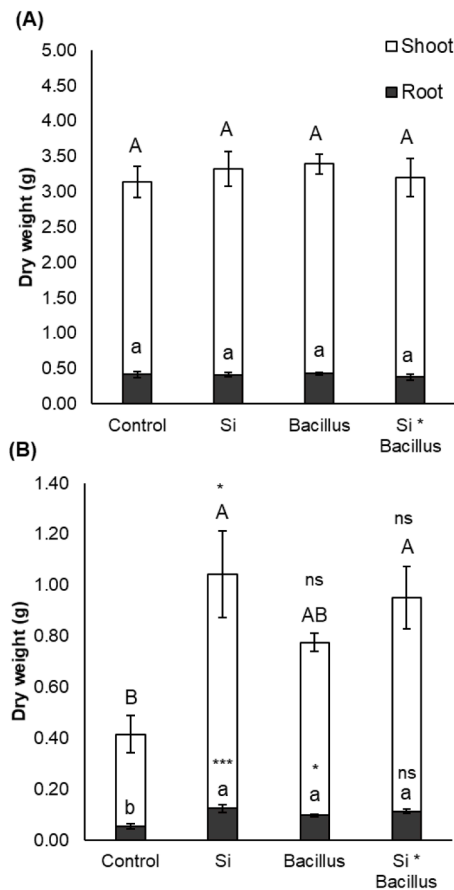 (A)
5.00
4.50
4.00
3.50
3.00
2.50
2.00
1.50
1.00
0.50
0.00
Dry weight (g)
Shoot
Root
A A A A
a a a a
Control Si Bacillus Si *
Bacillus
(B)
1.40
1.20
1.00
0.80
0.60
0.40
0.20
0.00
Dry weight (g)
*
A
ns
A
ns
AB
B
*** * ns
b a a a
Control Si Bacillus Si *
Bacillus